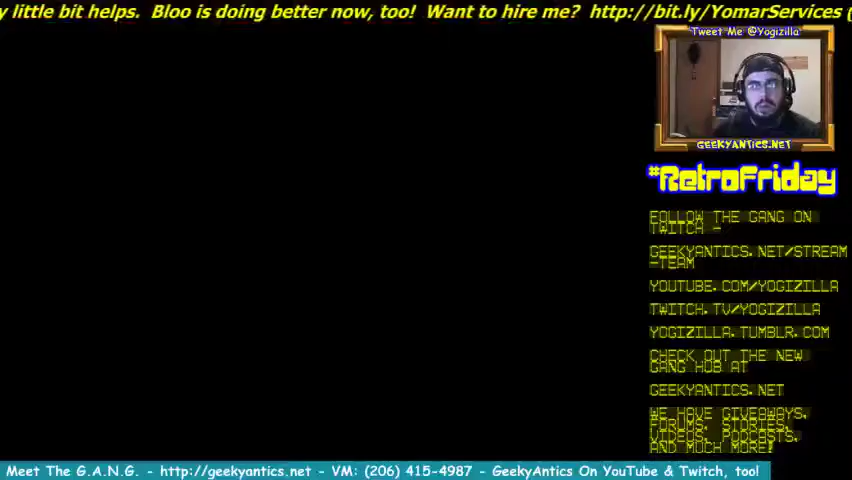 y little bit helps.  Bloo is doing better now, too!  Want to hire me?  http://bit.ly/YomarServices (
Tweet Me @Yogizilla
GEEKYANTICS.NET
#RetroFriday
FOLLOW THE GANG ON
TWITCH -
GEEKYANTICS.NET/STREAM
-TEAM
YOUTUBE.COM/YOGIZILLA
TWITCH.TV/YOGIZILLA
YOGIZILLA.TUMBLR.COM
CHECK OUT THE NEW
GANG HUB AT
GEEKYANTICS.NET
WE HAVE GIVEAWAYS,
FORUMS, STORIES,
VIDEOS, PODCASTS,
AND MUCH MORE!
Meet The G.A.N.G. - http://geekyantics.net - VM: (206) 415-4987 - GeekyAntics On YouTube & Twitch, too!